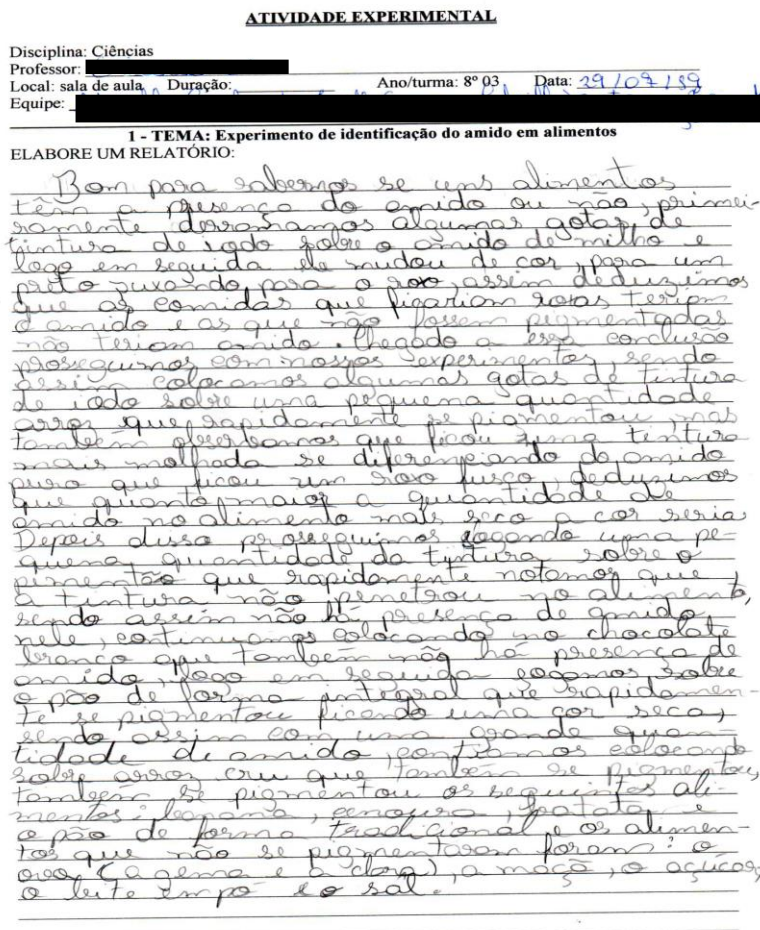 ATIVIDADE EXPERIMENTAL
Disciplina: Ciências
Professor:
Local: sala de aula Duração: Ano/turma: 8º 03 Data: 29/07/19
Equipe:
1 - TEMA: Experimento de identificação do amido em alimentos
ELABORE UM RELATÓRIO:
Bom para sabermos se uns alimentos
têm a presença do amido ou não, primei-
ramente derramamos algumas gotas de
tintura de iodo sobre o amido de milho e
logo em seguida ele mudou de cor, para um
preto puxando para o roxo, assim deduzimos
que as comidas que ficariam roxas teriam
o amido e as que não fossem pigmentadas
não teriam amido. Chegado a essa conclusão
prosseguimos com nossos experimentos, sendo
assim colocamos algumas gotas de tintura
de iodo sobre uma pequena quantidade
arroz que rapidamente se pigmentou, mas
também observamos que ficou uma tintura
mais molhada se diferenciando do amido
puro que ficou um roxo fusco, deduzimos
que quanto maior a quantidade de
amido no alimento mais seco a cor seria
Depois disso prosseguimos jogando uma pe-
quena quantidade da tintura sobre o
pimentão que rapidamente notamos que
a tintura não penetrou no alimento,
sendo assim não há presença de amido
nele, continuamos colocando no chocolate
branco que também não há presença de
amido, logo em seguida jogamos sobre
o pão de forma integral que rapidamen-
te se pigmentou ficando uma cor seca,
sendo assim com uma grande quan-
tidade de amido, colocando
sobre arroz cru que também se pigmentou,
também se pigmentou os seguintes ali-
mentos: banana, cenoura, batata e
o pão de forma tradicional e os alimen-
tos que não se pigmentaram foram: o
ovo (a gema e a clara), a maçã, o açúcar,
o leite em pó e o sal.